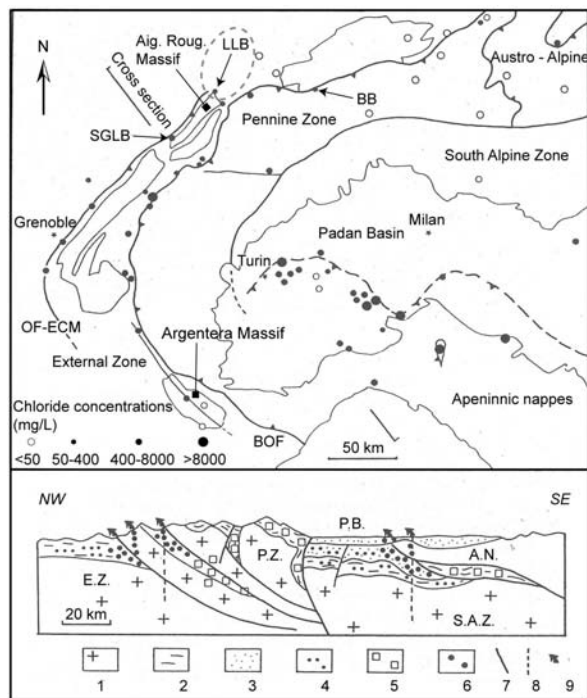 N
Aig. Roug.
Massif
LLB
Cross section
SGLB
BB
Austro - Alpine
Pennine Zone
South Alpine Zone
Grenoble
Padan Basin
Milan
Turin
OF-ECM
Argentera Massif
External Zone
Apeninnic nappes
Chloride concentrations
(mg/L)
BOF
50 km
<50 50-400 400-8000 >8000
NW
SE
P.B.
P.Z.
A.N.
E.Z.
S.A.Z.
20 km
1 2 3 4 5 6 7 8 9